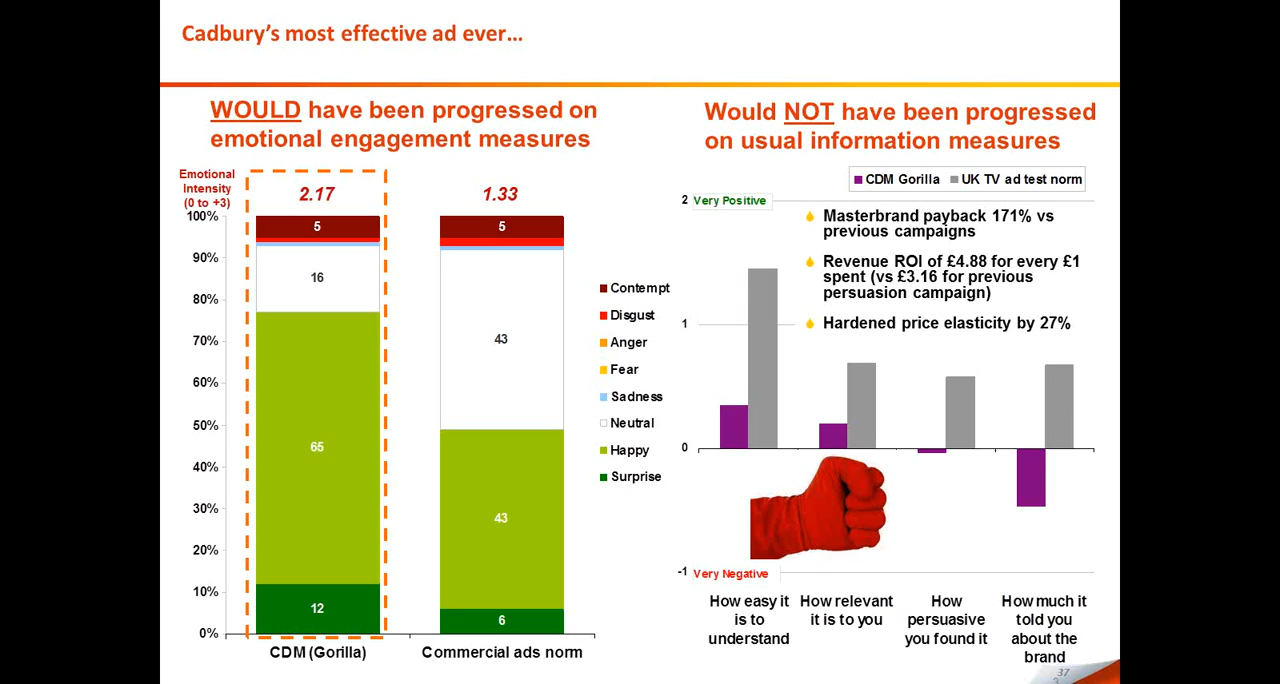 Cadbury's most effective ad ever…
WOULD have been progressed on
emotional engagement measures
Emotional
Intensity
(0 to +3)
2.17
1.33
100%
90%
80%
70%
60%
50%
40%
30%
20%
10%
0%
5
16
65
12
5
43
43
6
CDM (Gorilla)
Commercial ads norm
Contempt
Disgust
Anger
Fear
Sadness
Neutral
Happy
Surprise
Would NOT have been progressed
on usual information measures
CDM Gorilla
UK TV ad test norm
2
Very Positive
1
0
-1
Very Negative
Masterbrand payback 171% vs
previous campaigns
Revenue ROI of £4.88 for every £1
spent (vs £3.16 for previous
persuasion campaign)
Hardened price elasticity by 27%
How easy it
is to
understand
How relevant
it is to you
How
persuasive
you found it
How much it
told you
about the
brand
37